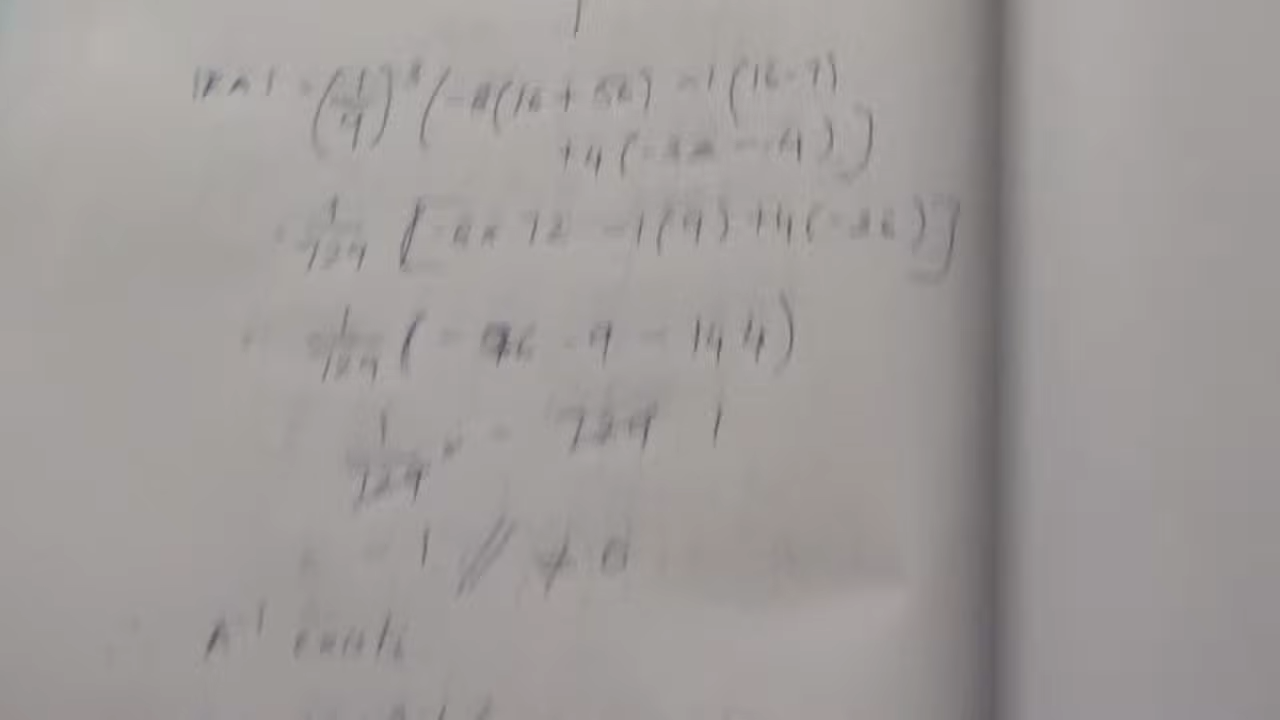 |KA| = (1/9)³ (-8(16+56) -1(16-7)
+4(-32-4)]
= 1/729 [-8×72 -1(9) +4(-36)]
1/729 (- -9 -144)
1/729 × - 729
= -1 // ≠ 0
A⁻¹ exists